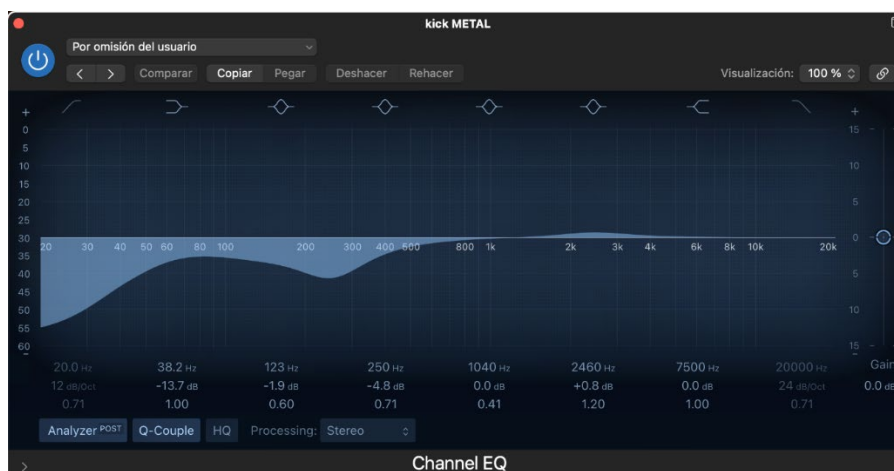 kick METAL
Por omisión del usuario
Comparar Copiar Pegar Deshacer Rehacer Visualización: 100 %
+ +
0 15
5
10 10
15
20 5
25
30 20 30 40 50 60 80 100 200 300 400 500 800 1k 2k 3k 4k 6k 8k 10k 20k 0
35
40 5
45
50 10
55
60 15
- -
20.0 Hz 38.2 Hz 123 Hz 250 Hz 1040 Hz 2460 Hz 7500 Hz 20000 Hz Gain
12 dB/Oct -13.7 dB -1.9 dB -4.8 dB 0.0 dB +0.8 dB 0.0 dB 24 dB/Oct 0.0 dB
0.71 1.00 0.60 0.71 0.41 1.20 1.00 0.71
Analyzer POST Q-Couple HQ Processing: Stereo
Channel EQ